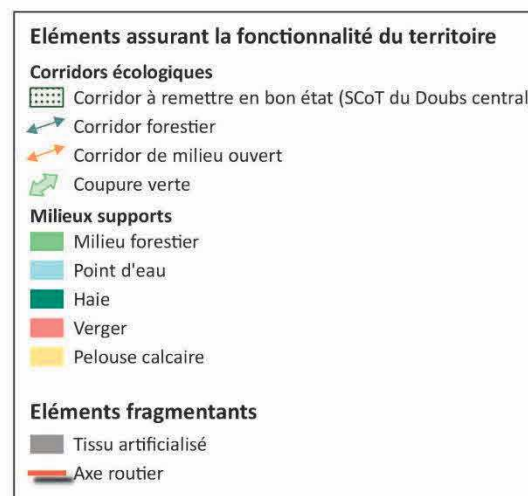 Eléments assurant la fonctionnalité du territoire
Corridors écologiques
Corridor à remettre en bon état (SCoT du Doubs central
Corridor forestier
Corridor de milieu ouvert
Coupure verte
Milieux supports
Milieu forestier
Point d'eau
Haie
Verger
Pelouse calcaire
Eléments fragmentants
Tissu artificialisé
Axe routier